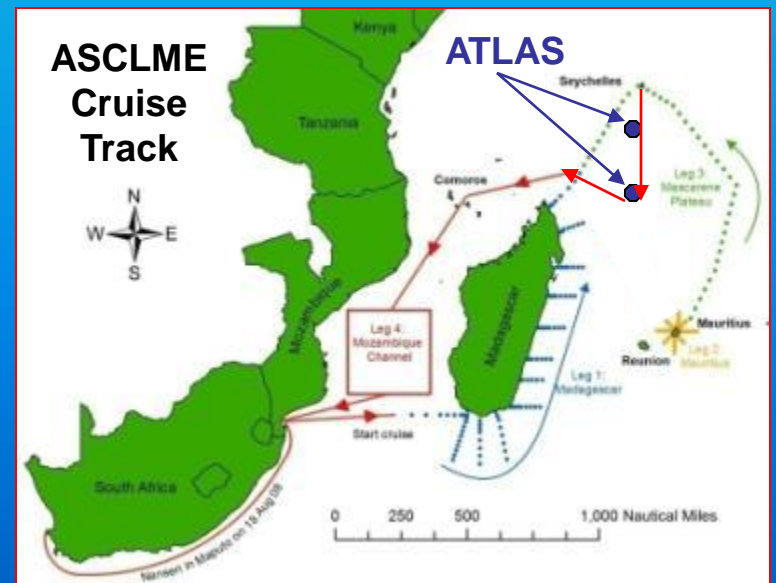 ASCLME
Cruise
Track
ATLAS
Kenya
Seychelles
Tanzania
Comoros
Leg 3:
Mascarene
Plateau
N
W E
S
Mozambique
Leg 4:
Mozambique
Channel
Madagascar
Mauritius
Leg 2:
Mauritius
Reunion
Leg 1:
Madagascar
Start cruise
South Africa
Nansen in Maputo on 18 Aug 08
0 250 500 1,000 Nautical Miles